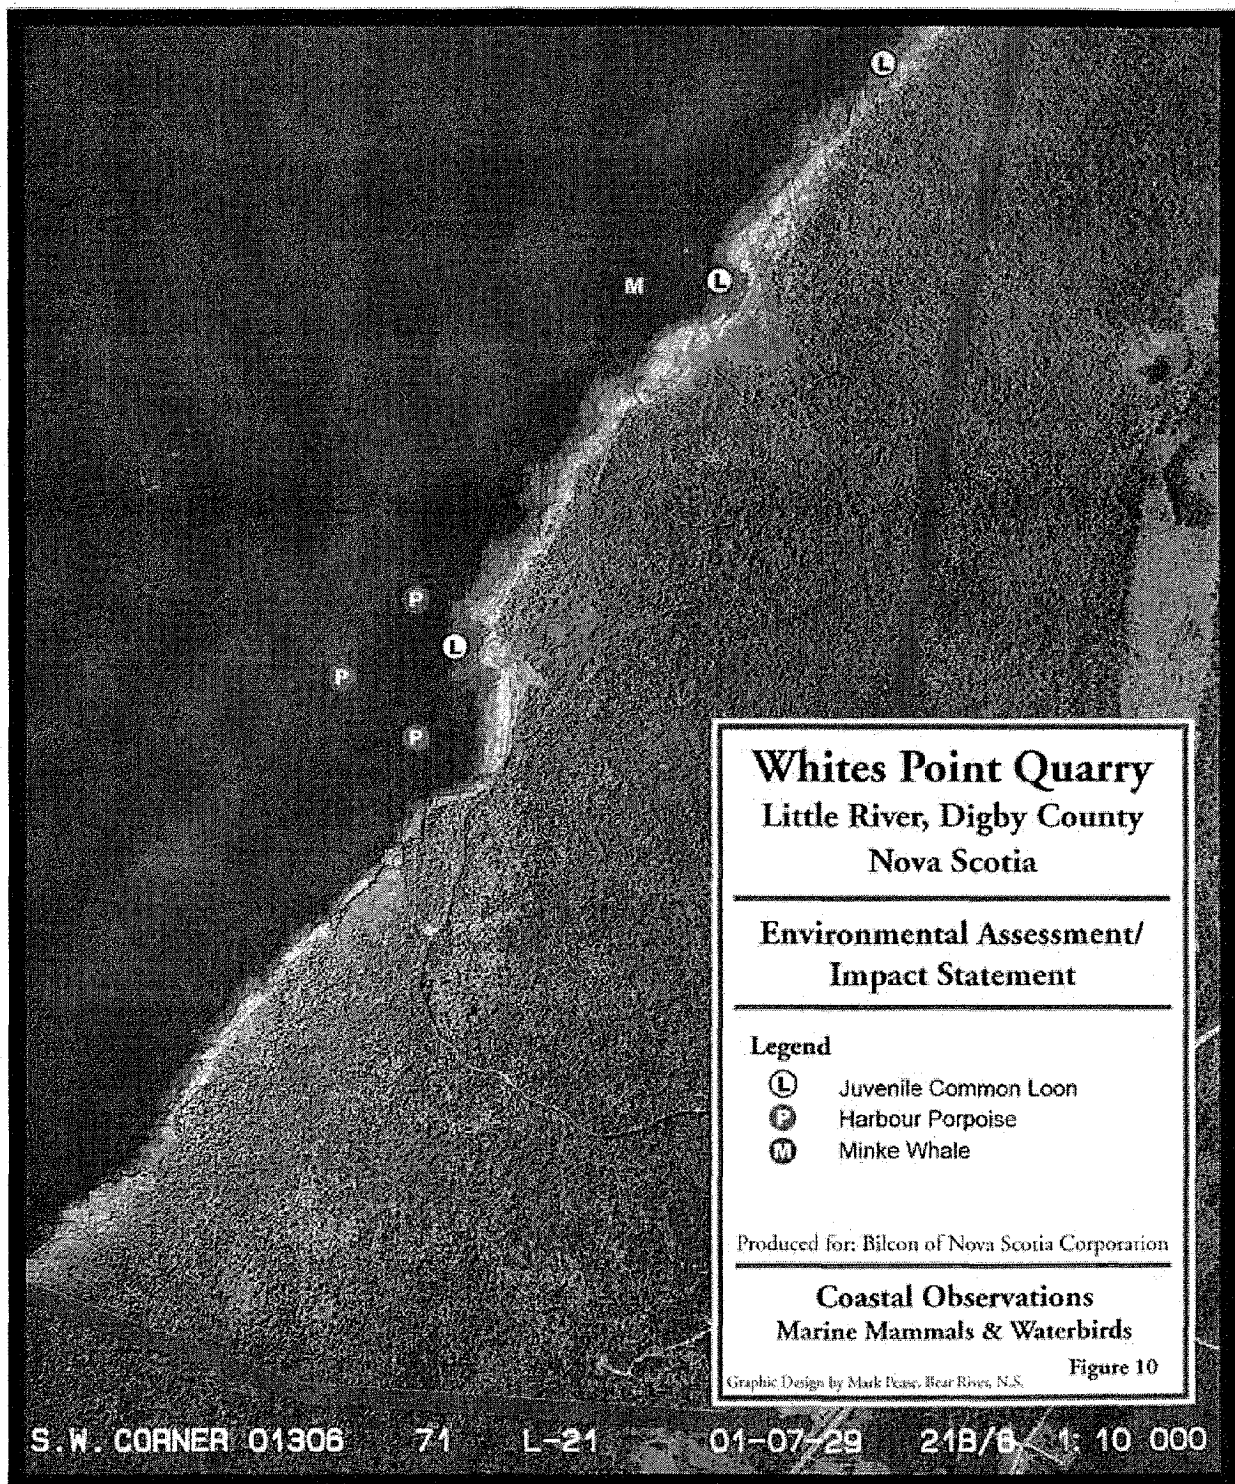 L
M
L
P
L
P
P
Whites Point Quarry
Little River, Digby County
Nova Scotia
Environmental Assessment/
Impact Statement
Legend
L Juvenile Common Loon
P Harbour Porpoise
M Minke Whale
Produced for: Bilcon of Nova Scotia Corporation
Coastal Observations
Marine Mammals & Waterbirds
Figure 10
Graphic Design by Mark Pease, Bear River, N.S.
S.W. CORNER 01306 71 L-21 01-07-29 21B/8 1: 10 000